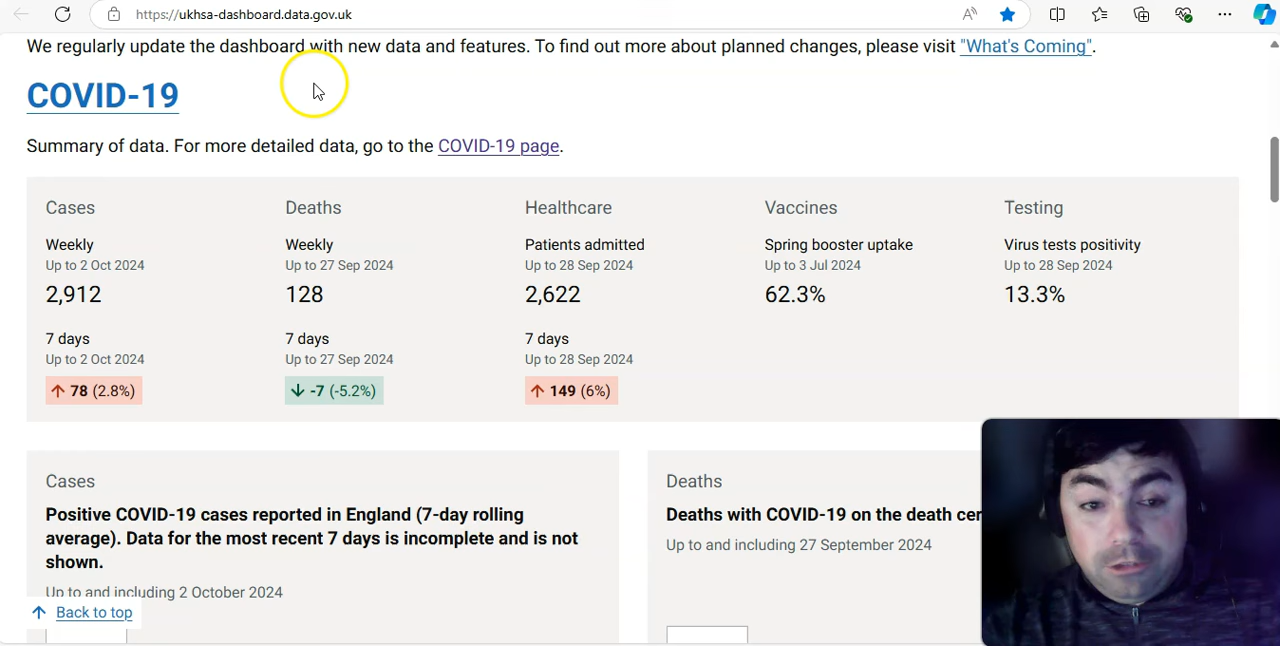 https://ukhsa-dashboard.data.gov.uk
We regularly update the dashboard with new data and features. To find out more about planned changes, please visit "What's Coming".
COVID-19
Summary of data. For more detailed data, go to the COVID-19 page.
Cases
Weekly
Up to 2 Oct 2024
2,912
7 days
Up to 2 Oct 2024
↑ 78 (2.8%)
Deaths
Weekly
Up to 27 Sep 2024
128
7 days
Up to 27 Sep 2024
↓ -7 (-5.2%)
Healthcare
Patients admitted
Up to 28 Sep 2024
2,622
7 days
Up to 28 Sep 2024
↑ 149 (6%)
Vaccines
Spring booster uptake
Up to 3 Jul 2024
62.3%
Testing
Virus tests positivity
Up to 28 Sep 2024
13.3%
Cases
Positive COVID-19 cases reported in England (7-day rolling
average). Data for the most recent 7 days is incomplete and is not
shown.
Up to and including 2 October 2024
Deaths
Deaths with COVID-19 on the death cer
Up to and including 27 September 2024
↑ Back to top